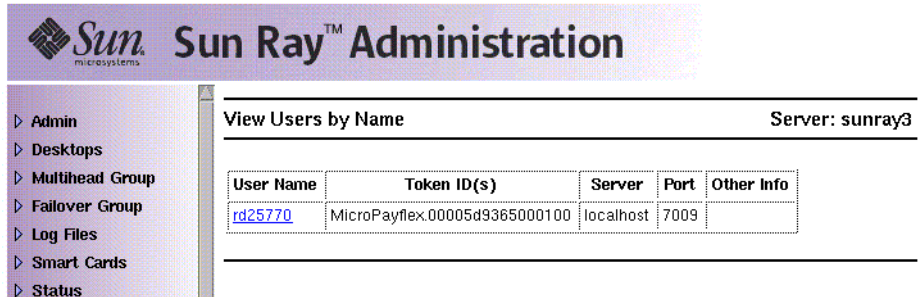 Sun microsystems Sun Ray™ Administration
Admin
Desktops
Multihead Group
Failover Group
Log Files
Smart Cards
Status
View Users by Name Server: sunray3
User Name Token ID(s) Server Port Other Info
rd25770 MicroPayflex.00005d9365000100 localhost 7009